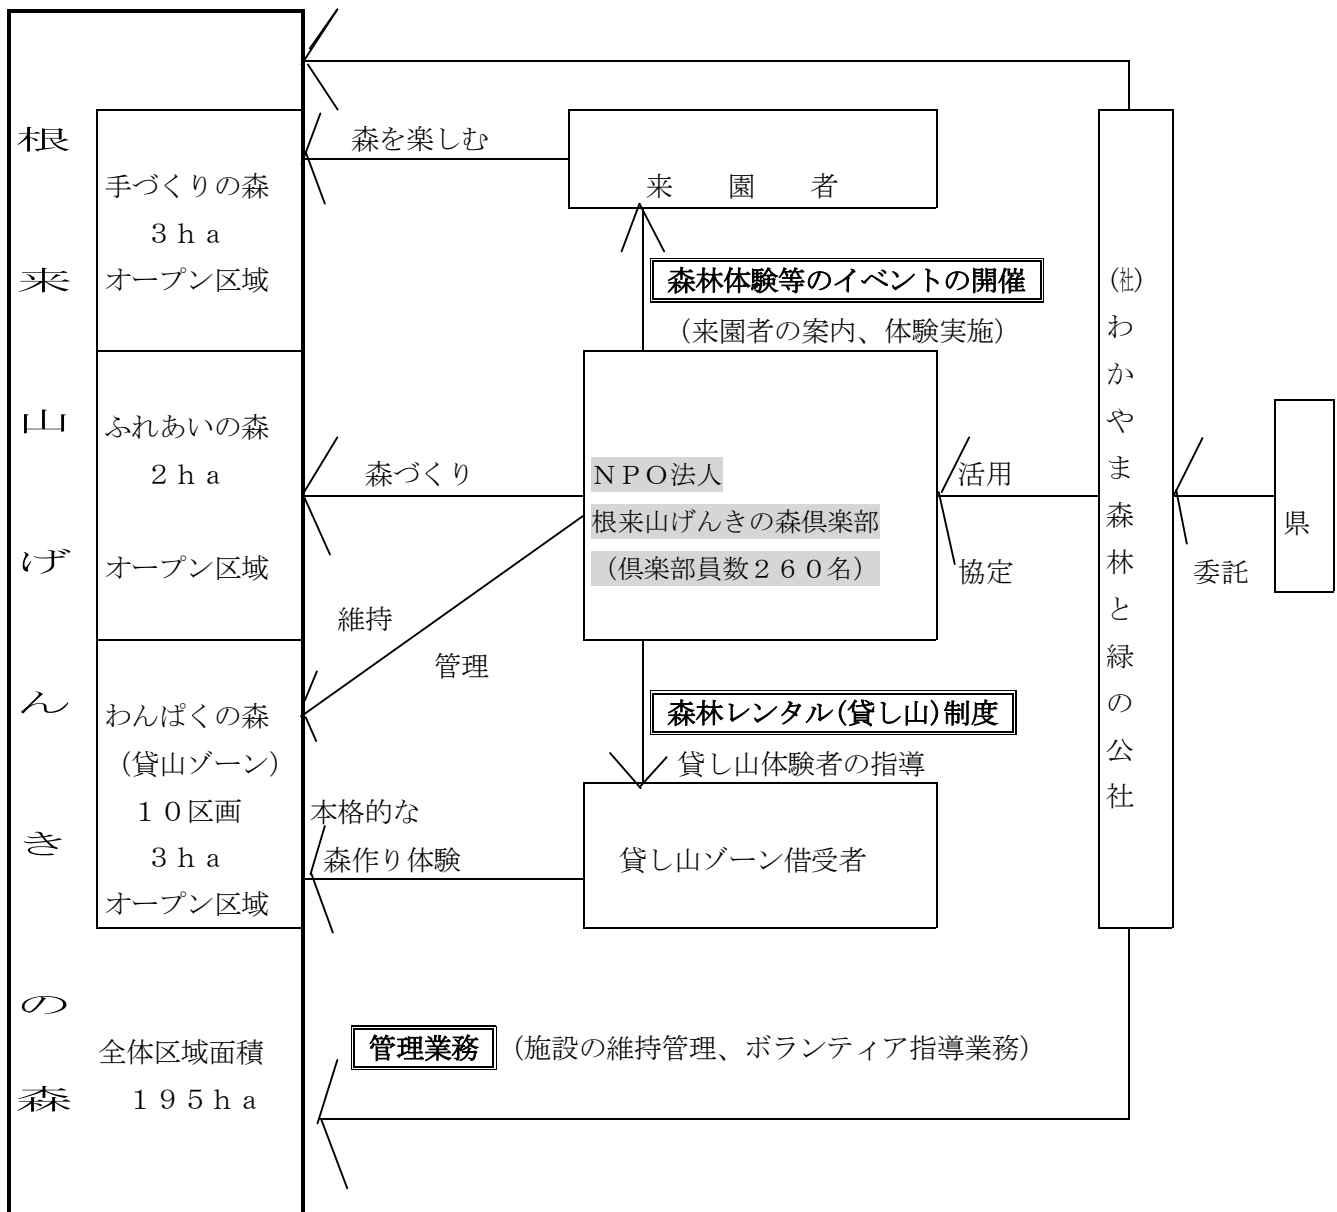 根来山げんきの森
手づくりの森
３ｈａ
オープン区域
ふれあいの森
２ｈａ
オープン区域
わんぱくの森
（貸山ゾーン）
１０区画
３ｈａ
オープン区域
全体区域面積
１９５ｈａ
森を楽しむ
来　園　者
森林体験等のイベントの開催
（来園者の案内、体験実施）
森づくり
維持
管理
ＮＰＯ法人
根来山げんきの森倶楽部
（倶楽部員数２６０名）
活用
協定
森林レンタル(貸し山)制度
貸し山体験者の指導
本格的な
森作り体験
貸し山ゾーン借受者
管理業務（施設の維持管理、ボランティア指導業務）
(社)わかやま森林と緑の公社
委託
県